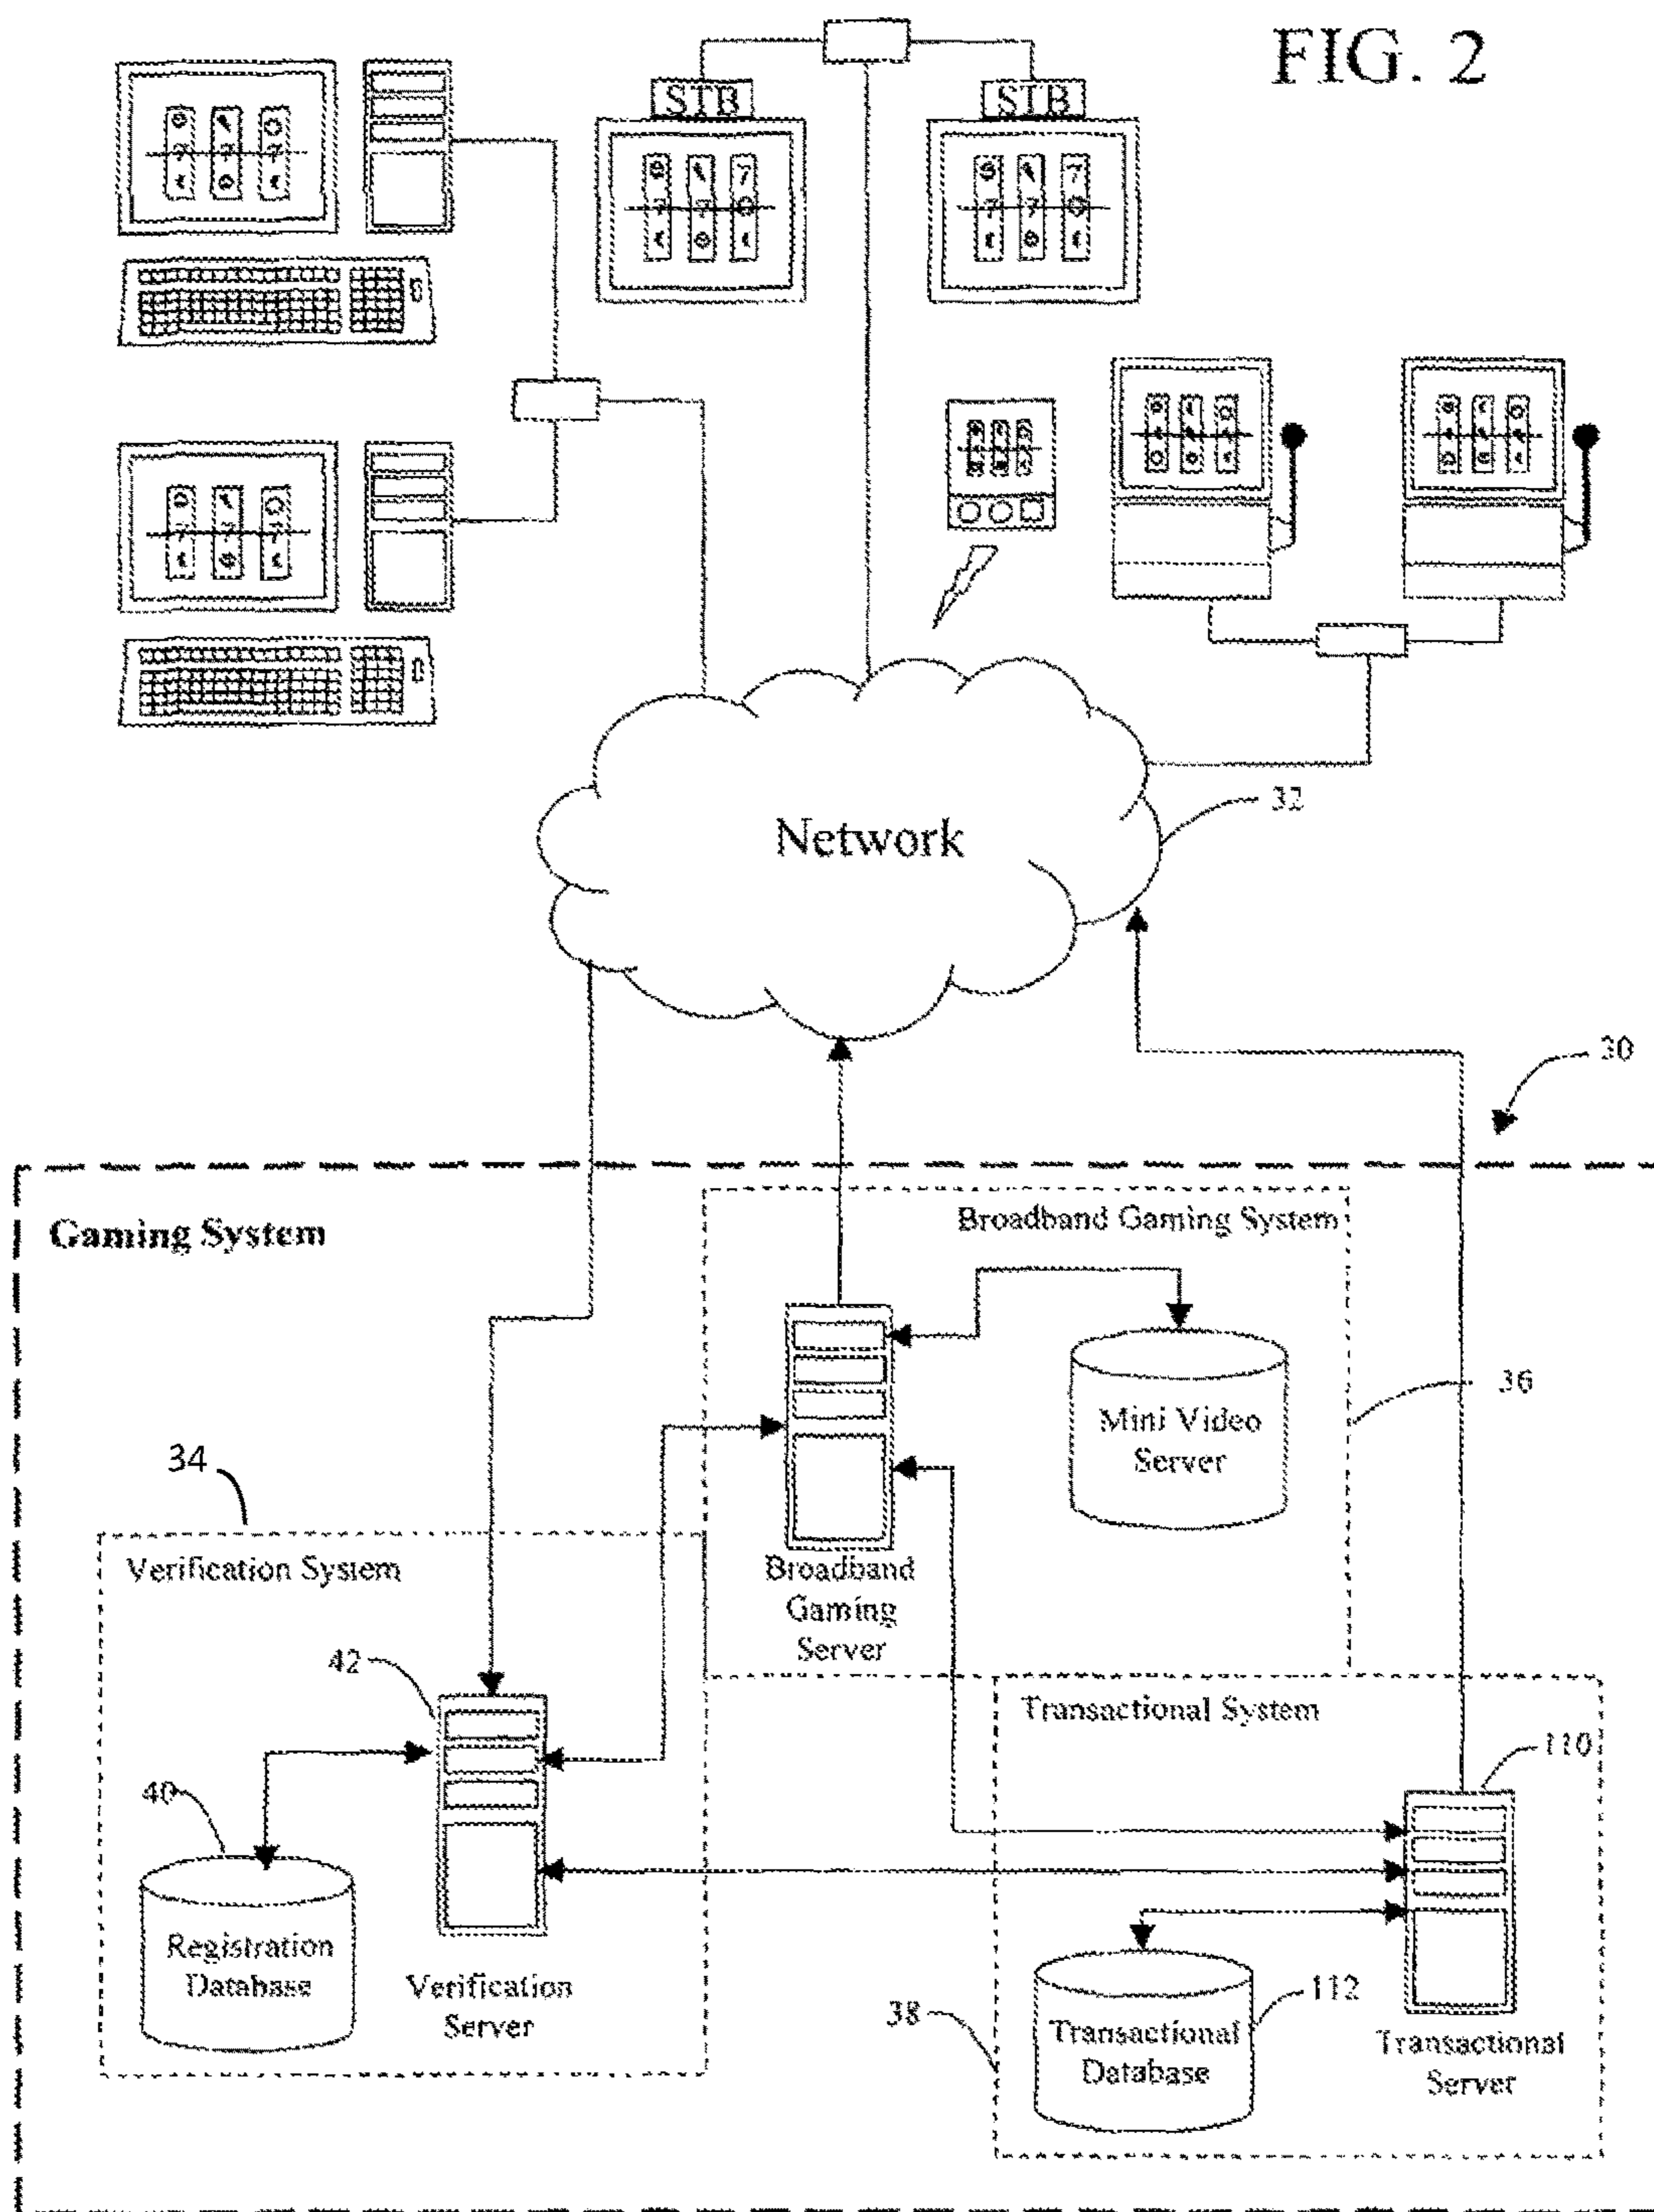 FIG. 2
STB
STB
Network
32
30
Gaming System
Broadband Gaming System
Mini Video
Server
36
34
Verification System
Broadband
Gaming
Server
42
Transactional System
110
40
Registration
Database
Verification
Server
38
Transactional
Database
112
Transactional
Server